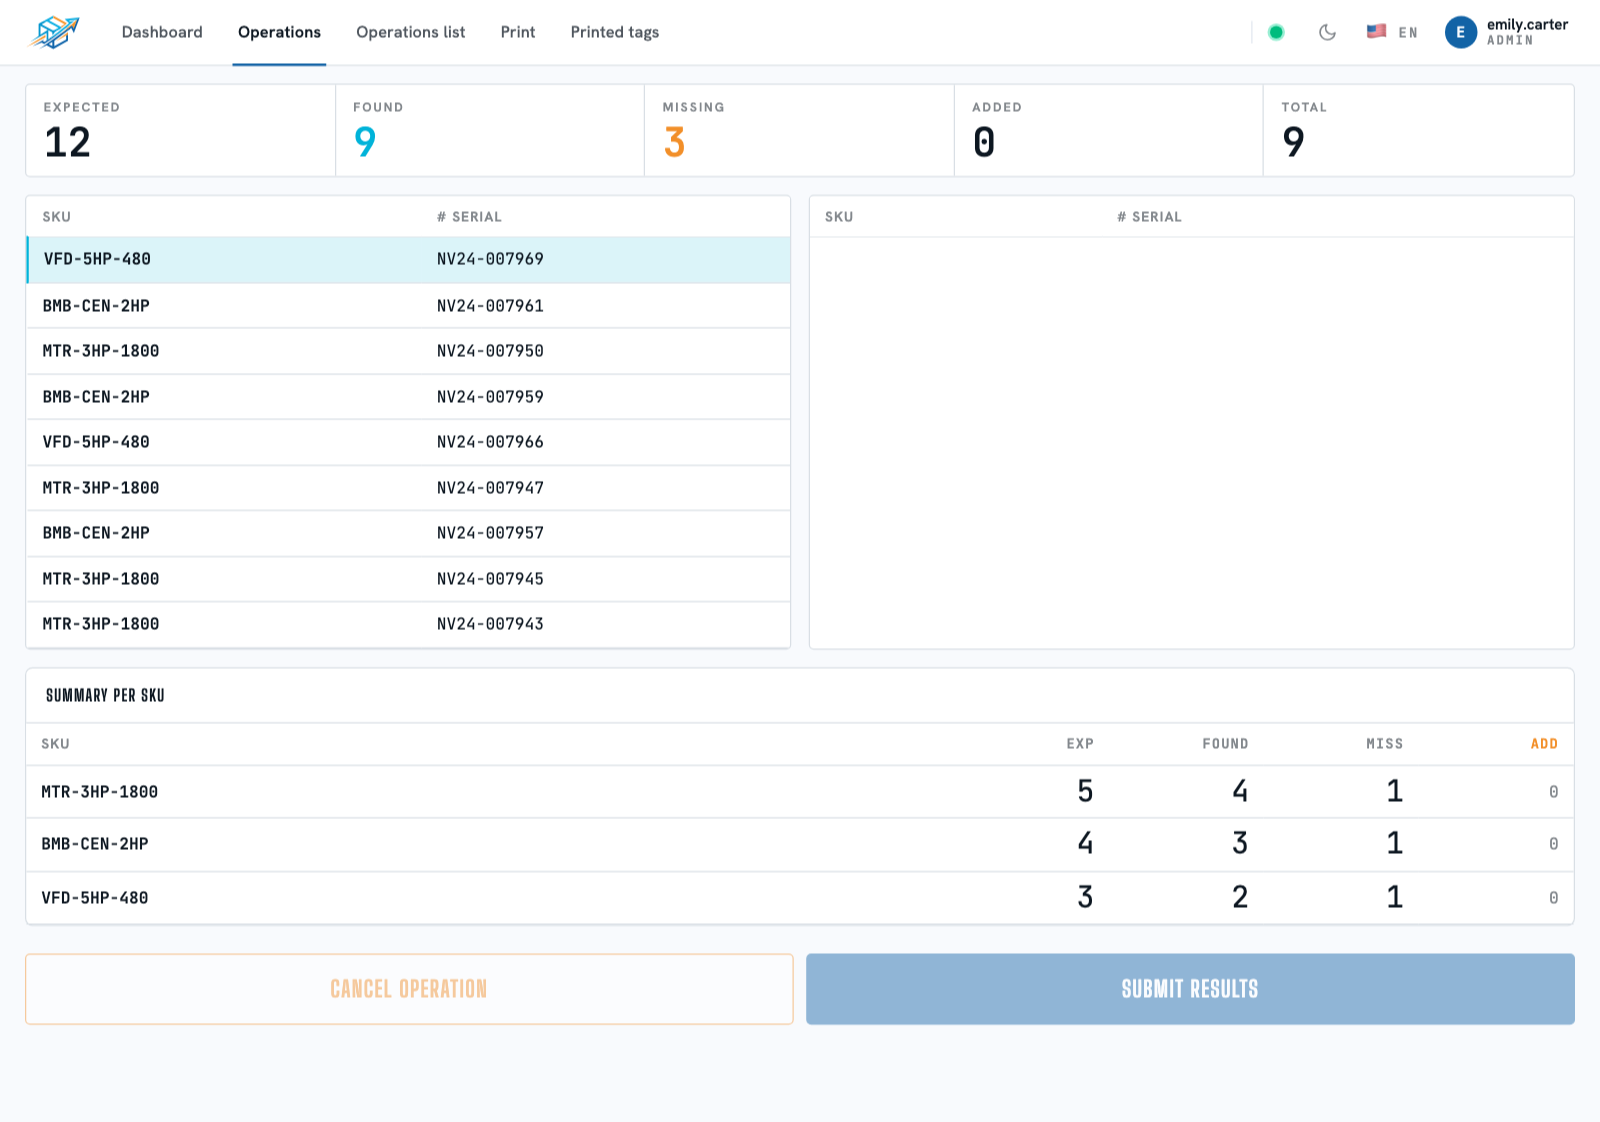 Dashboard Operations Operations list Print Printed tags EN E emily.carter
ADMIN
EXPECTED FOUND MISSING ADDED TOTAL
12 9 3 0 9
SKU # SERIAL SKU # SERIAL
VFD-5HP-480 NV24-007969
BMB-CEN-2HP NV24-007961
MTR-3HP-1800 NV24-007950
BMB-CEN-2HP NV24-007959
VFD-5HP-480 NV24-007966
MTR-3HP-1800 NV24-007947
BMB-CEN-2HP NV24-007957
MTR-3HP-1800 NV24-007945
MTR-3HP-1800 NV24-007943
SUMMARY PER SKU
SKU EXP FOUND MISS ADD
MTR-3HP-1800 5 4 1 0
BMB-CEN-2HP 4 3 1 0
VFD-5HP-480 3 2 1 0
CANCEL OPERATION SUBMIT RESULTS